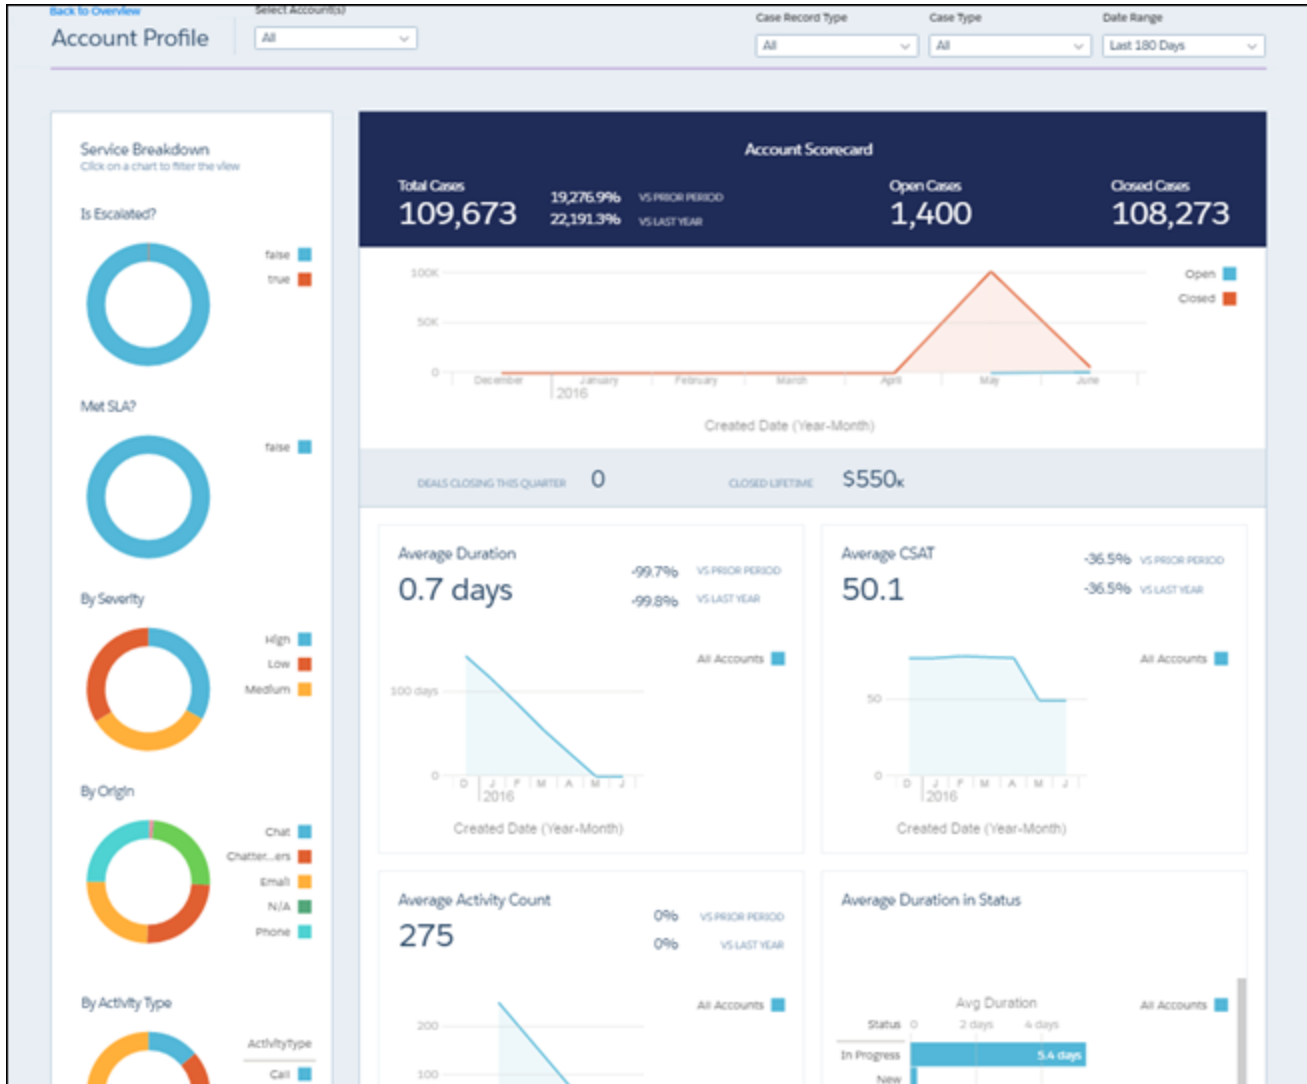 Back to Overview
Account Profile
Select Account(s)
All
Case Record Type
All
Case Type
All
Date Range
Last 180 Days
Service Breakdown
Click on a chart to filter the view
Is Escalated?
false
true
Met SLA?
false
By Severity
High
Low
Medium
By Origin
Chat
Chatter...ers
Email
N/A
Phone
By Activity Type
ActivityType
Call
Account Scorecard
Total Cases
109,673
19,276.9% VS PRIOR PERIOD
22,191.3% VS LAST YEAR
Open Cases
1,400
Closed Cases
108,273
100K
50K
0
December January February March April May June
2016
Created Date (Year-Month)
Open
Closed
DEALS CLOSING THIS QUARTER 0
CLOSED LIFETIME $550K
Average Duration
0.7 days
-99.7% VS PRIOR PERIOD
-99.8% VS LAST YEAR
All Accounts
100 days
0
D J F M A M J
2016
Created Date (Year-Month)
Average CSAT
50.1
-36.5% VS PRIOR PERIOD
-36.5% VS LAST YEAR
All Accounts
50
0
D J F M A M J
2016
Created Date (Year-Month)
Average Activity Count
275
0% VS PRIOR PERIOD
0% VS LAST YEAR
All Accounts
200
100
Average Duration in Status
Avg Duration
All Accounts
Status 0 2 days 4 days
In Progress 5.4 days
New